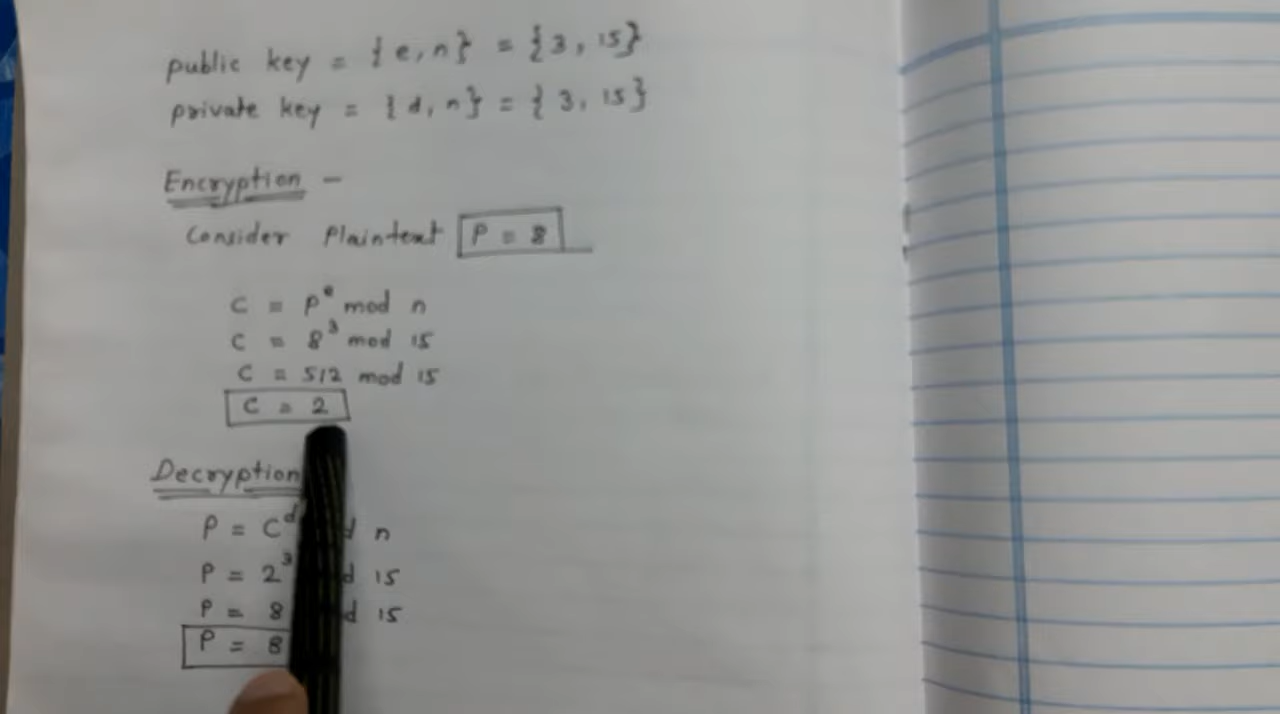 public key = {e, n} = {3, 15}
private key = {d, n} = {3, 15}
Encryption -
Consider Plaintext P = 8
C = P^e mod n
C = 8^3 mod 15
C = 512 mod 15
C = 2
Decryption
P = C^d d n
P = 2^3 d 15
P = 8 d 15
P = 8